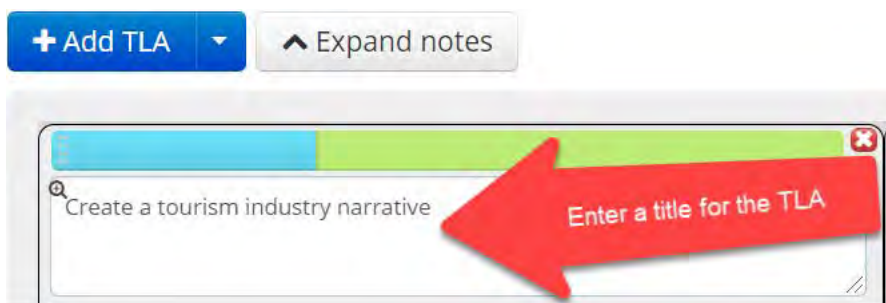 Add TLA
Expand notes
Create a tourism industry narrative
Enter a title for the TLA